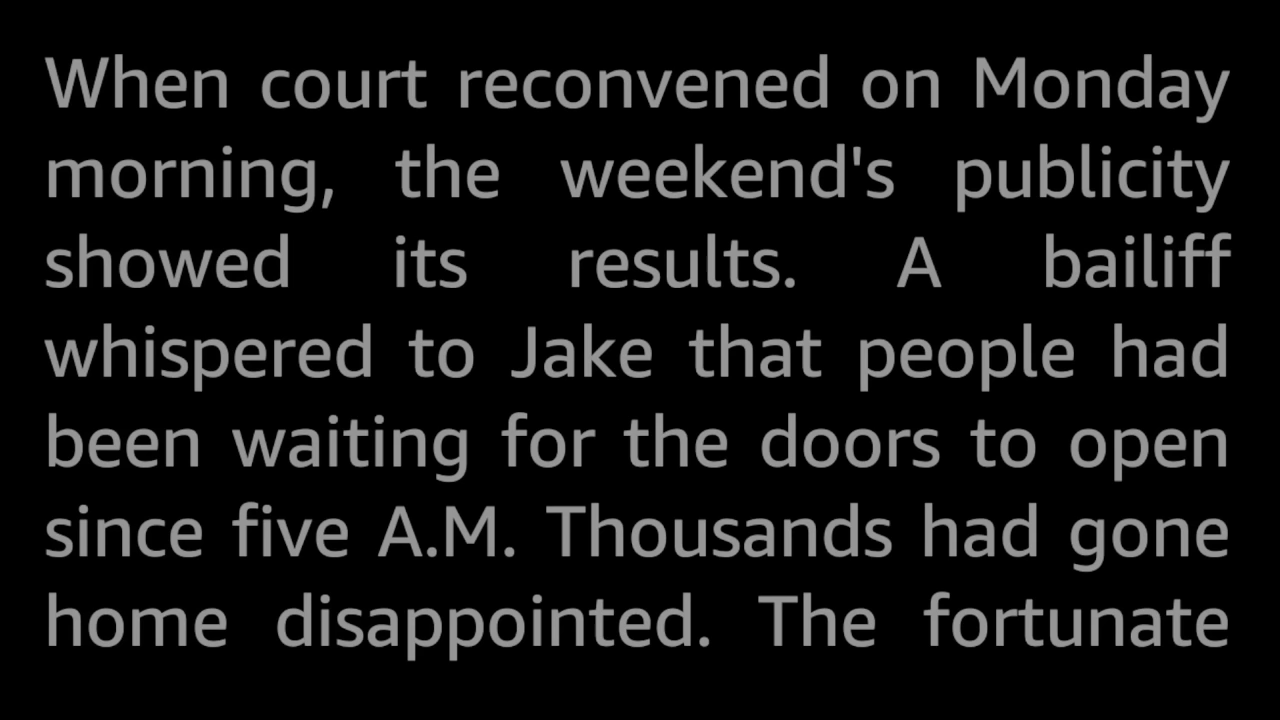 When court reconvened on Monday
morning, the weekend's publicity
showed its results. A bailiff
whispered to Jake that people had
been waiting for the doors to open
since five A.M. Thousands had gone
home disappointed. The fortunate